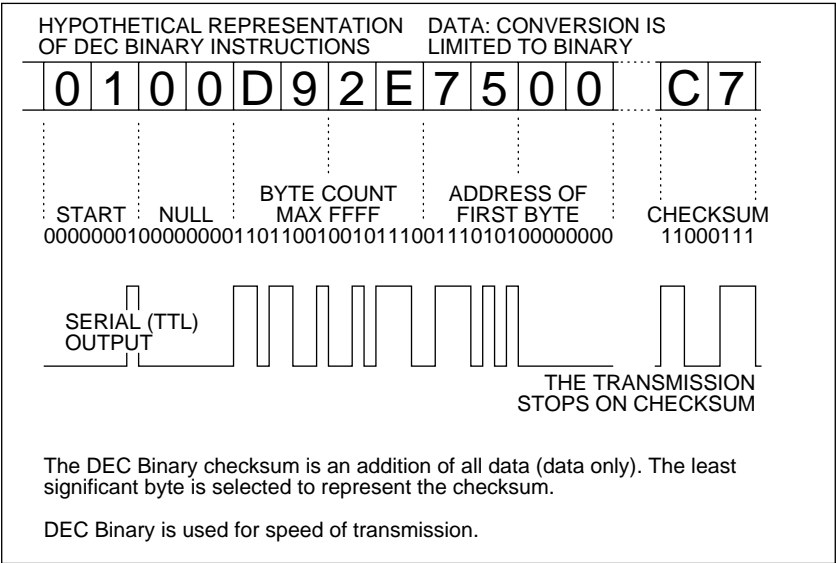 HYPOTHETICAL REPRESENTATION
OF DEC BINARY INSTRUCTIONS
DATA: CONVERSION IS
LIMITED TO BINARY
0 1 0 0 D 9 2 E 7 5 0 0 C 7
START
NULL
BYTE COUNT
MAX FFFF
ADDRESS OF
FIRST BYTE
CHECKSUM
000000010000000011011001001011100111010100000000
11000111
SERIAL (TTL)
OUTPUT
THE TRANSMISSION
STOPS ON CHECKSUM
The DEC Binary checksum is an addition of all data (data only). The least
significant byte is selected to represent the checksum.
DEC Binary is used for speed of transmission.